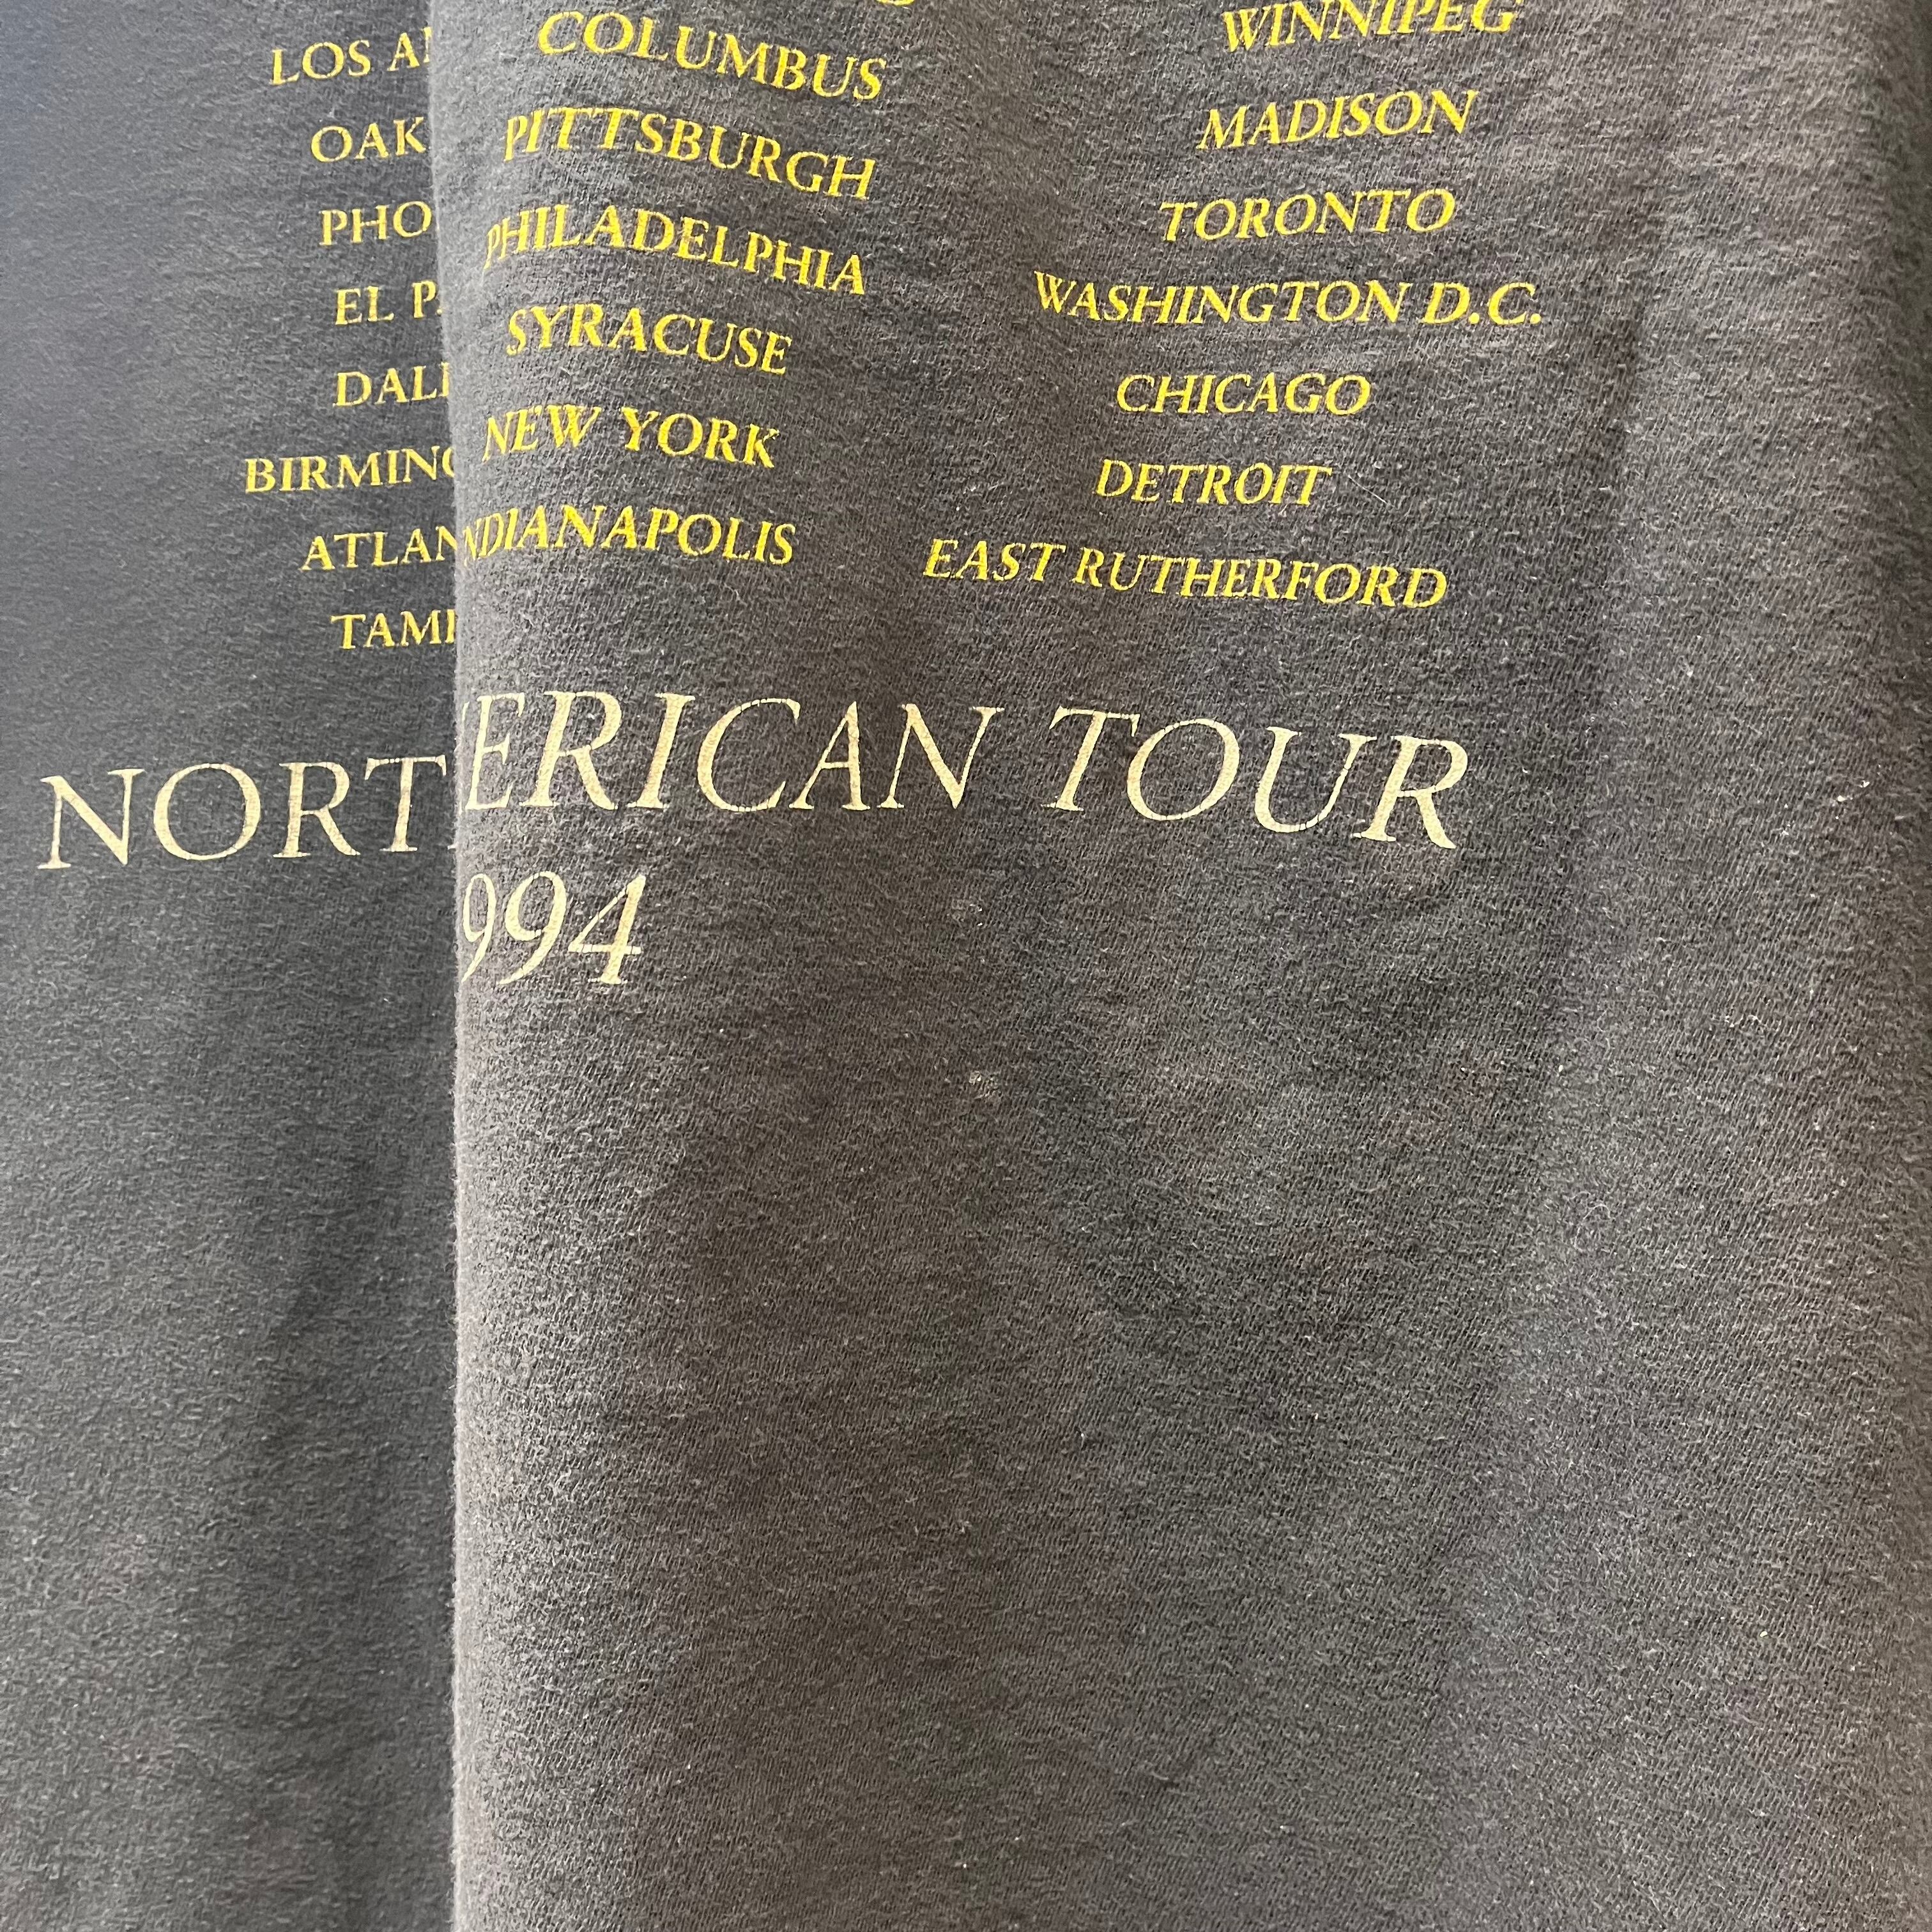 LOS A
OAK
PHO
EL P
DAL
BIRMING
ATLAN
TAM
COLUMBUS
PITTSBURGH
PHILADELPHIA
SYRACUSE
NEW YORK
NDIANAPOLIS
WINNIPEG
MADISON
TORONTO
WASHINGTON D.C.
CHICAGO
DETROIT
EAST RUTHERFORD
NORT ERICAN TOUR
994